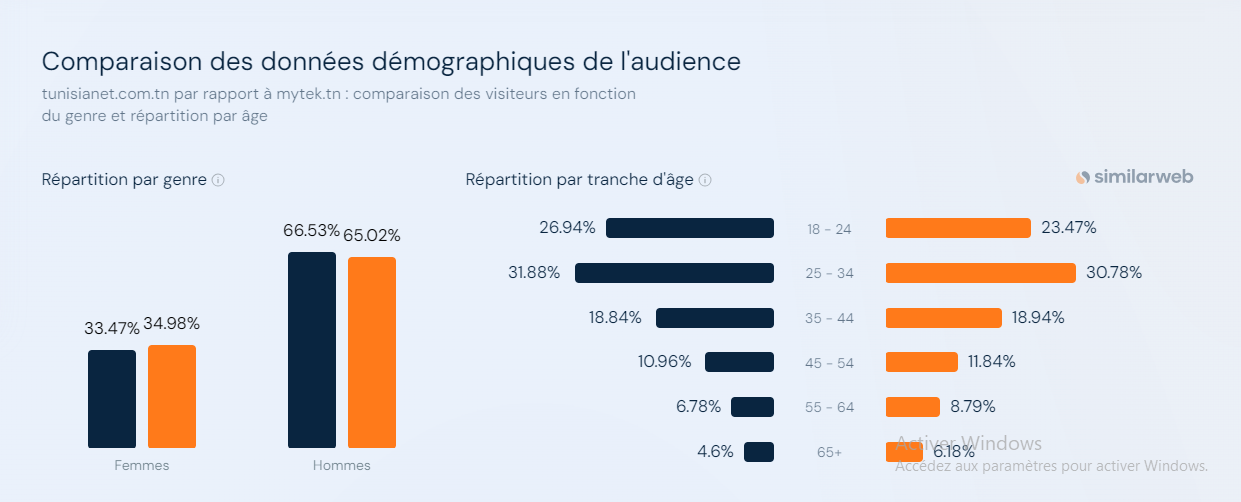 Comparaison des données démographiques de l'audience
tunisianet.com.tn par rapport à mytek.tn : comparaison des visiteurs en fonction
du genre et répartition par âge
Répartition par genre
66.53% 65.02%
33.47% 34.98%
Femmes Hommes
Répartition par tranche d'âge
similarweb
26.94% 18 - 24 23.47%
31.88% 25 - 34 30.78%
18.84% 35 - 44 18.94%
10.96% 45 - 54 11.84%
6.78% 55 - 64 8.79%
4.6% 65+ 6.18%
Activer Windows
Accédez aux paramètres pour activer Windows.